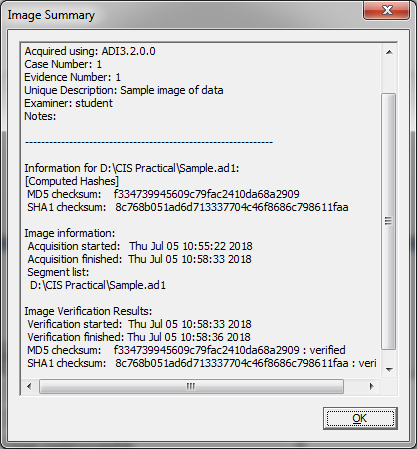 Image Summary
Acquired using: ADI3.2.0.0
Case Number: 1
Evidence Number: 1
Unique Description: Sample image of data
Examiner: student
Notes:
--------------------------------------------------------------
Information for D:\CIS Practical\Sample.ad1:
[Computed Hashes]
MD5 checksum: f334739945609c79fac2410da68a2909
SHA1 checksum: 8c768b051ad6d713337704c46f8686c798611faa
Image information:
Acquisition started: Thu Jul 05 10:55:22 2018
Acquisition finished: Thu Jul 05 10:58:33 2018
Segment list:
D:\CIS Practical\Sample.ad1
Image Verification Results:
Verification started: Thu Jul 05 10:58:33 2018
Verification finished: Thu Jul 05 10:58:36 2018
MD5 checksum: f334739945609c79fac2410da68a2909 : verified
SHA1 checksum: 8c768b051ad6d713337704c46f8686c798611faa : veri
OK